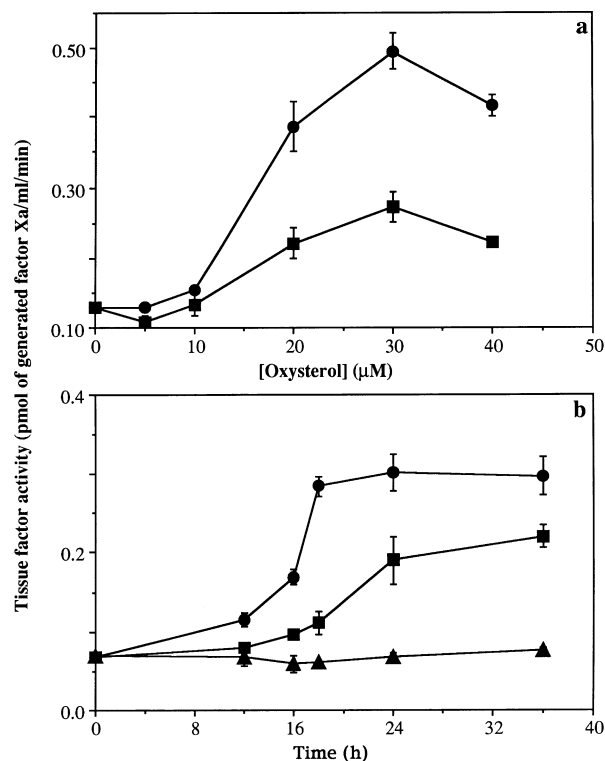 Tissue factor activity (pmol of generated factor Xa/ml/min)
a
0.50
0.30
0.10
0 10 20 30 40 50
[Oxysterol] (μM)
b
0.4
0.2
0.0
0 8 16 24 32 40
Time (h)